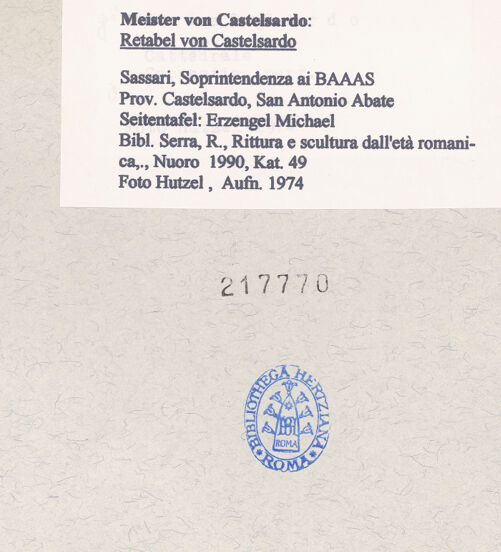 Meister von Castelsardo:
Retabel von Castelsardo
Sassari, Soprintendenza ai BAAAS
Prov. Castelsardo, San Antonio Abate
Seitentafel: Erzengel Michael
Bibl. Serra, R., Rittura e scultura dall'età romani-
ca,., Nuoro 1990, Kat. 49
Foto Hutzel , Aufn. 1974
217770
BIBLIOTHECA HERTZIANA
ROMA
ROMA